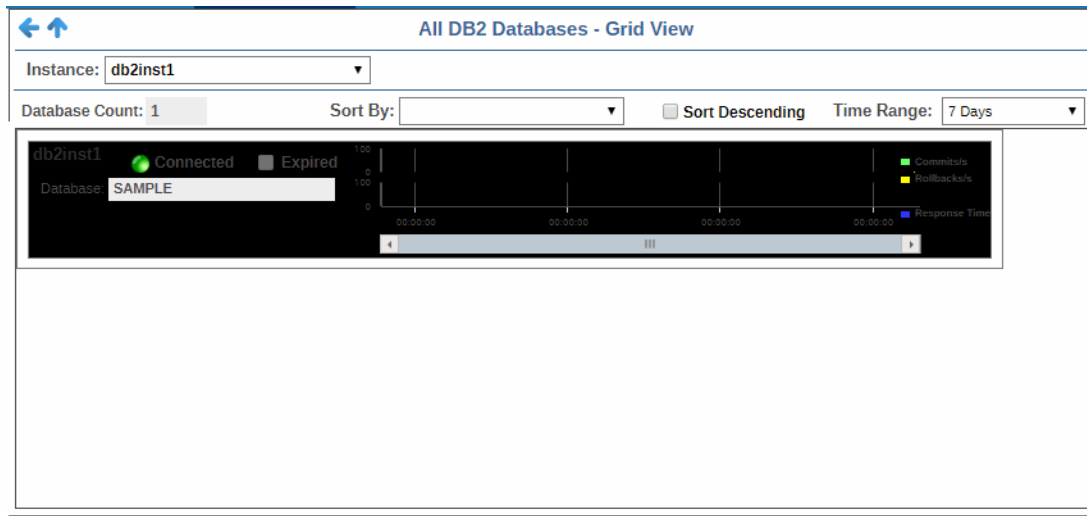 All DB2 Databases - Grid View
Instance: db2inst1
Database Count: 1 Sort By: Sort Descending Time Range: 7 Days
db2inst1 Connected Expired
Database: SAMPLE
100
0
100
0
00:00:00 00:00:00 00:00:00 00:00:00
Commits/s
Rollbacks/s
Response Time